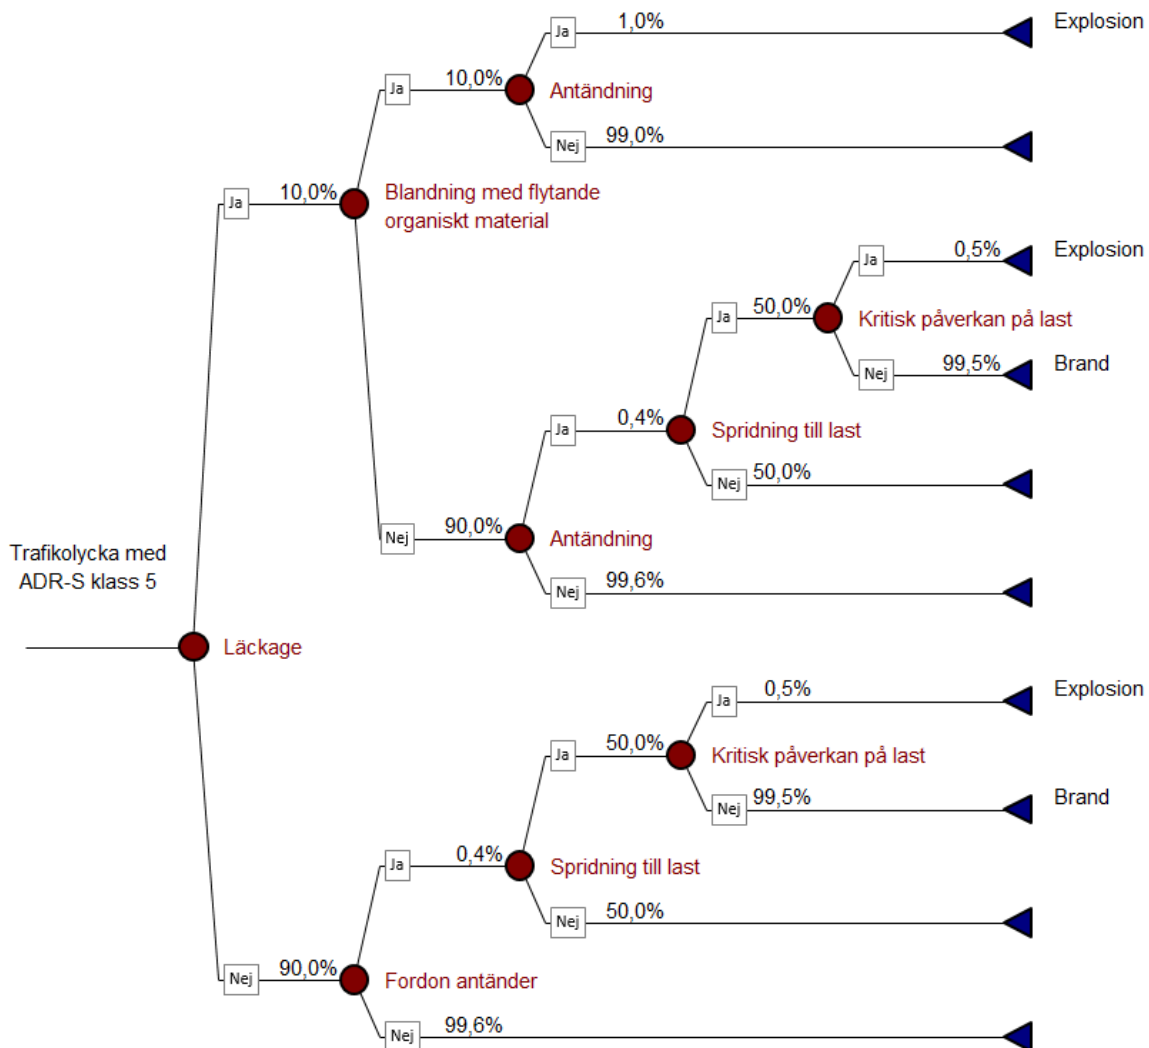 Ja 1,0% Explosion
Ja 10,0% Antändning
Nej 99,0%
Ja 10,0% Blandning med flytande
organiskt material
Ja 0,5% Explosion
Ja 50,0% Kritisk påverkan på last
Nej 99,5% Brand
Ja 0,4% Spridning till last
Nej 50,0%
Nej 90,0% Antändning
Nej 99,6%
Trafikolycka med
ADR-S klass 5
Läckage
Ja 0,5% Explosion
Ja 50,0% Kritisk påverkan på last
Nej 99,5% Brand
Ja 0,4% Spridning till last
Nej 50,0%
Nej 90,0% Fordon antänder
Nej 99,6%